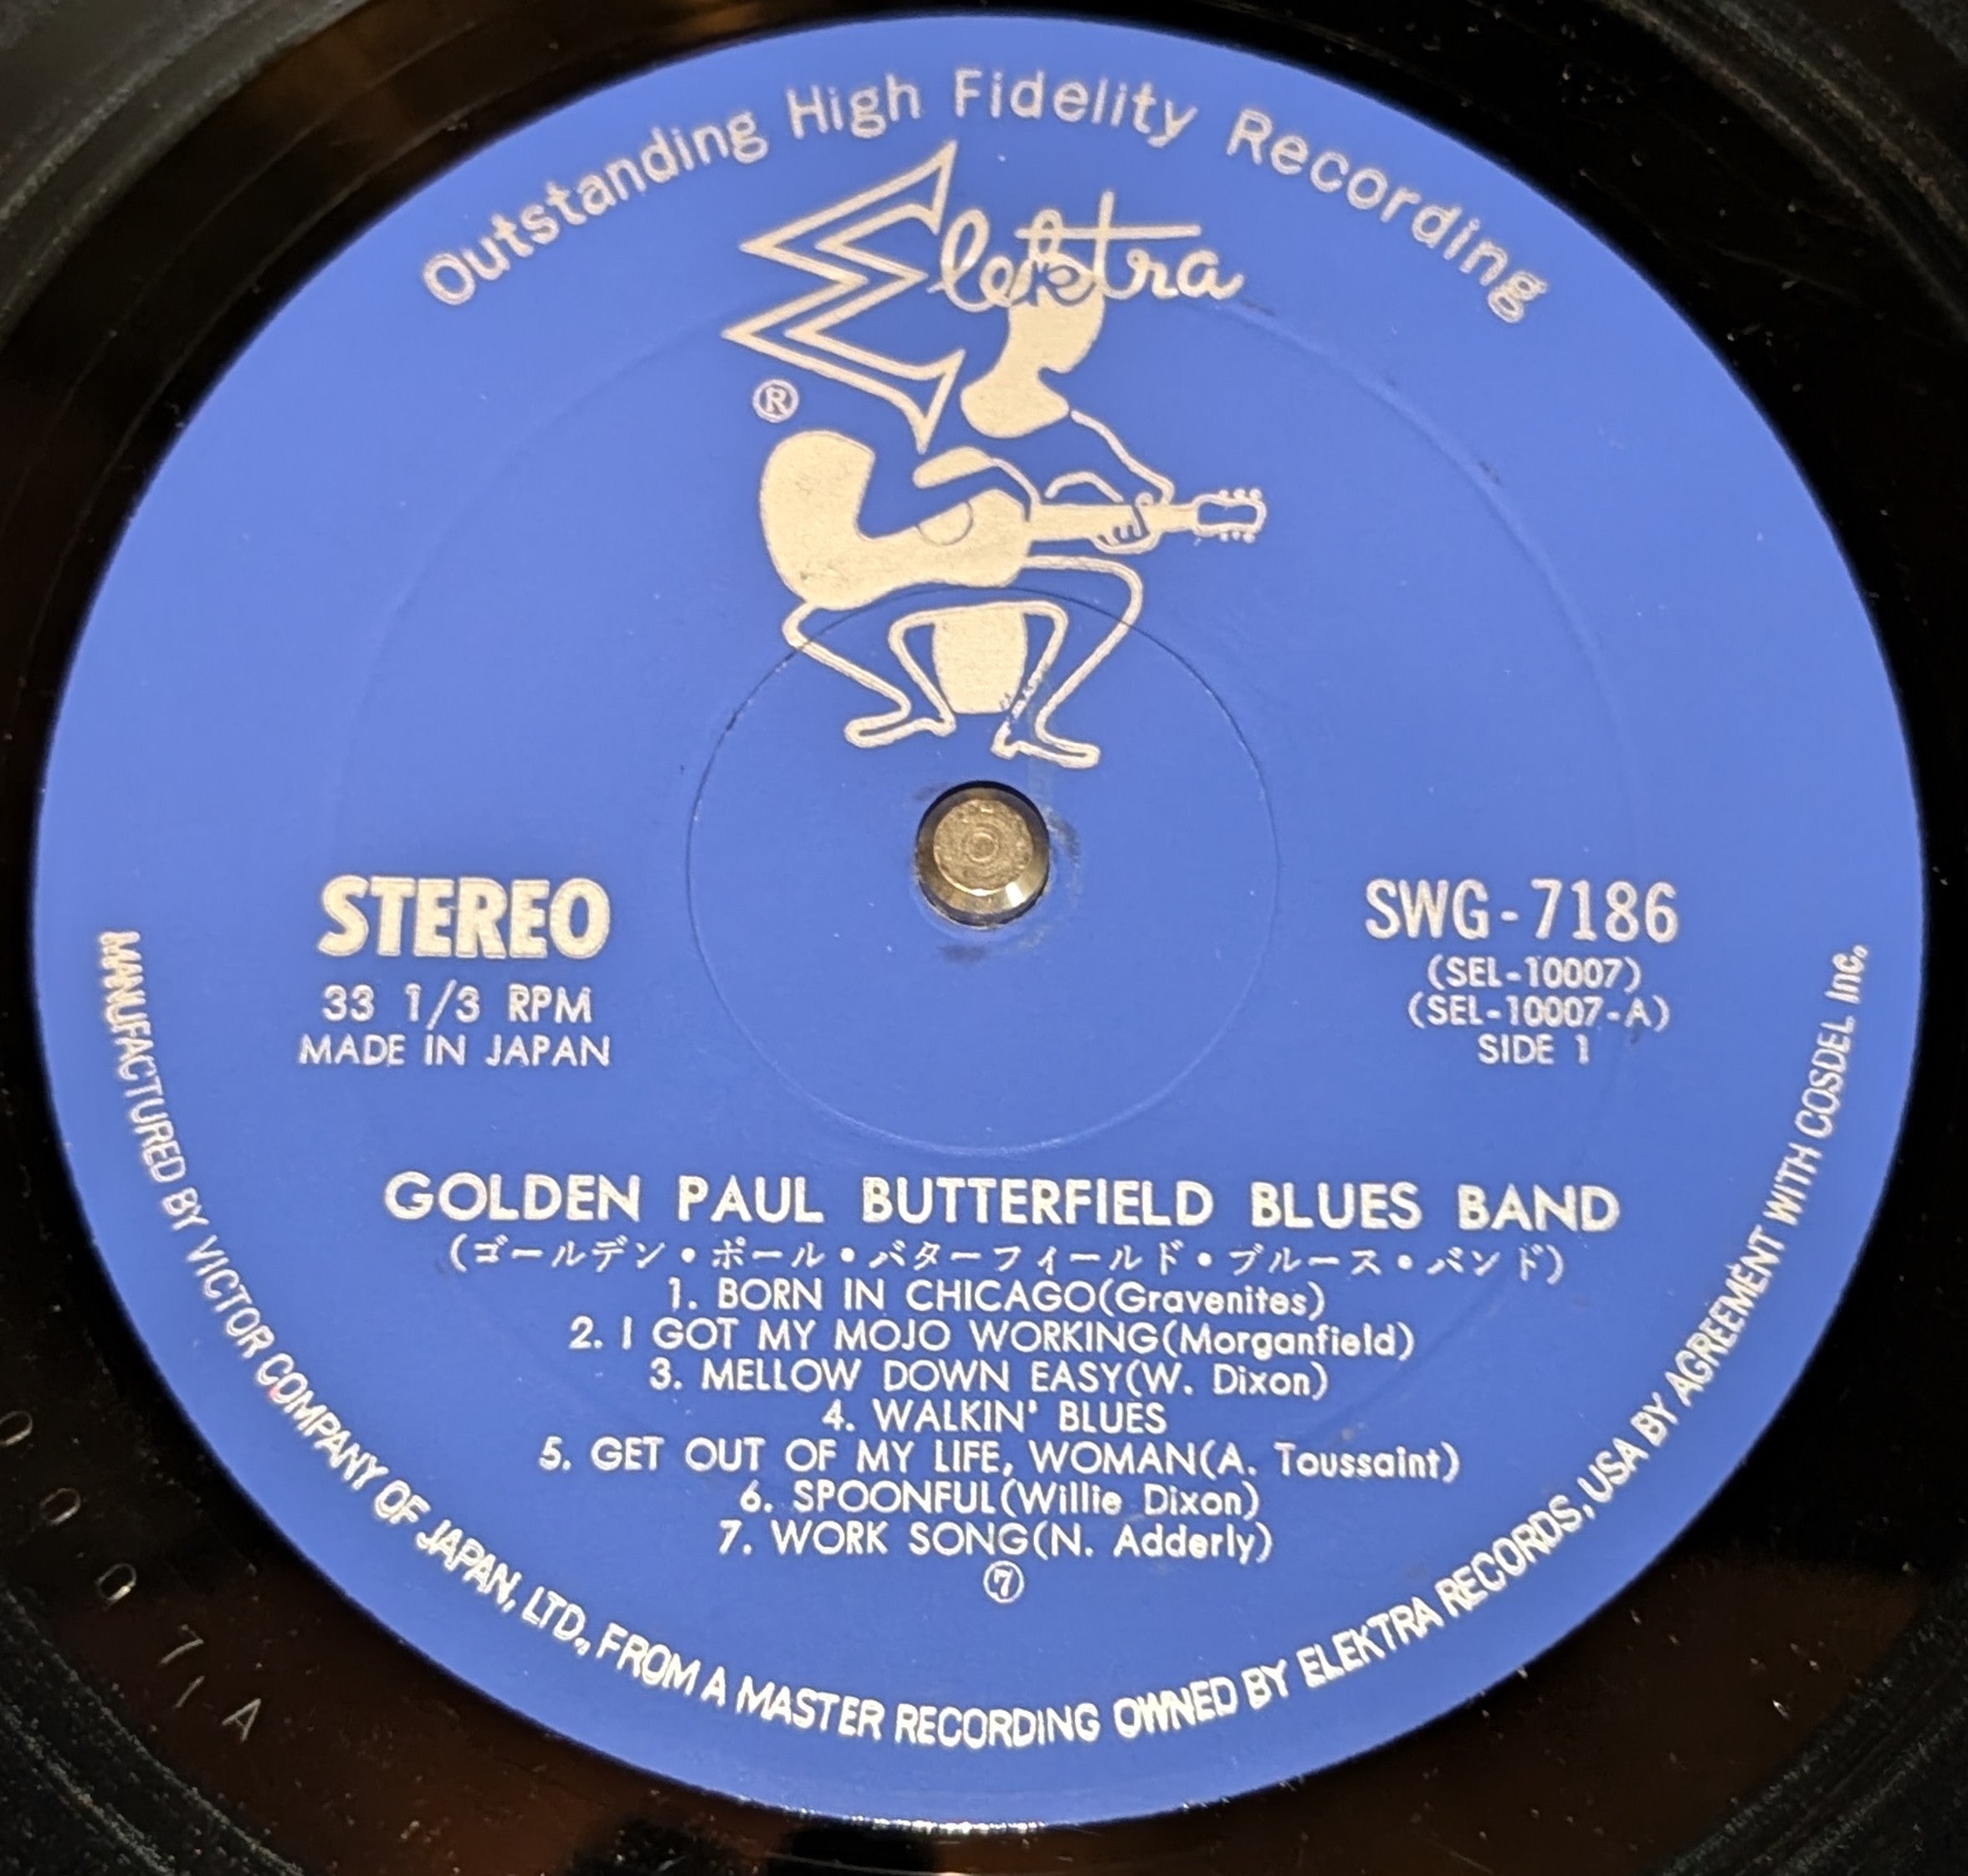 Outstanding High Fidelity Recording
Elektra
®
STEREO
33 1/3 RPM
MADE IN JAPAN
SWG-7186
(SEL-10007)
(SEL-10007-A)
SIDE 1
GOLDEN PAUL BUTTERFIELD BLUES BAND
(ゴールデン・ポール・バターフィールド・ブルース・バンド)
1. BORN IN CHICAGO(Gravenites)
2. I GOT MY MOJO WORKING(Morganfield)
3. MELLOW DOWN EASY(W. Dixon)
4. WALKIN' BLUES
5. GET OUT OF MY LIFE, WOMAN(A. Toussaint)
6. SPOONFUL(Willie Dixon)
7. WORK SONG(N. Adderly)
⑦
MANUFACTURED BY VICTOR COMPANY OF JAPAN, LTD., FROM A MASTER RECORDING OWNED BY ELEKTRA RECORDS, USA BY AGREEMENT WITH COSDEL Inc.
0 0 0 7 A